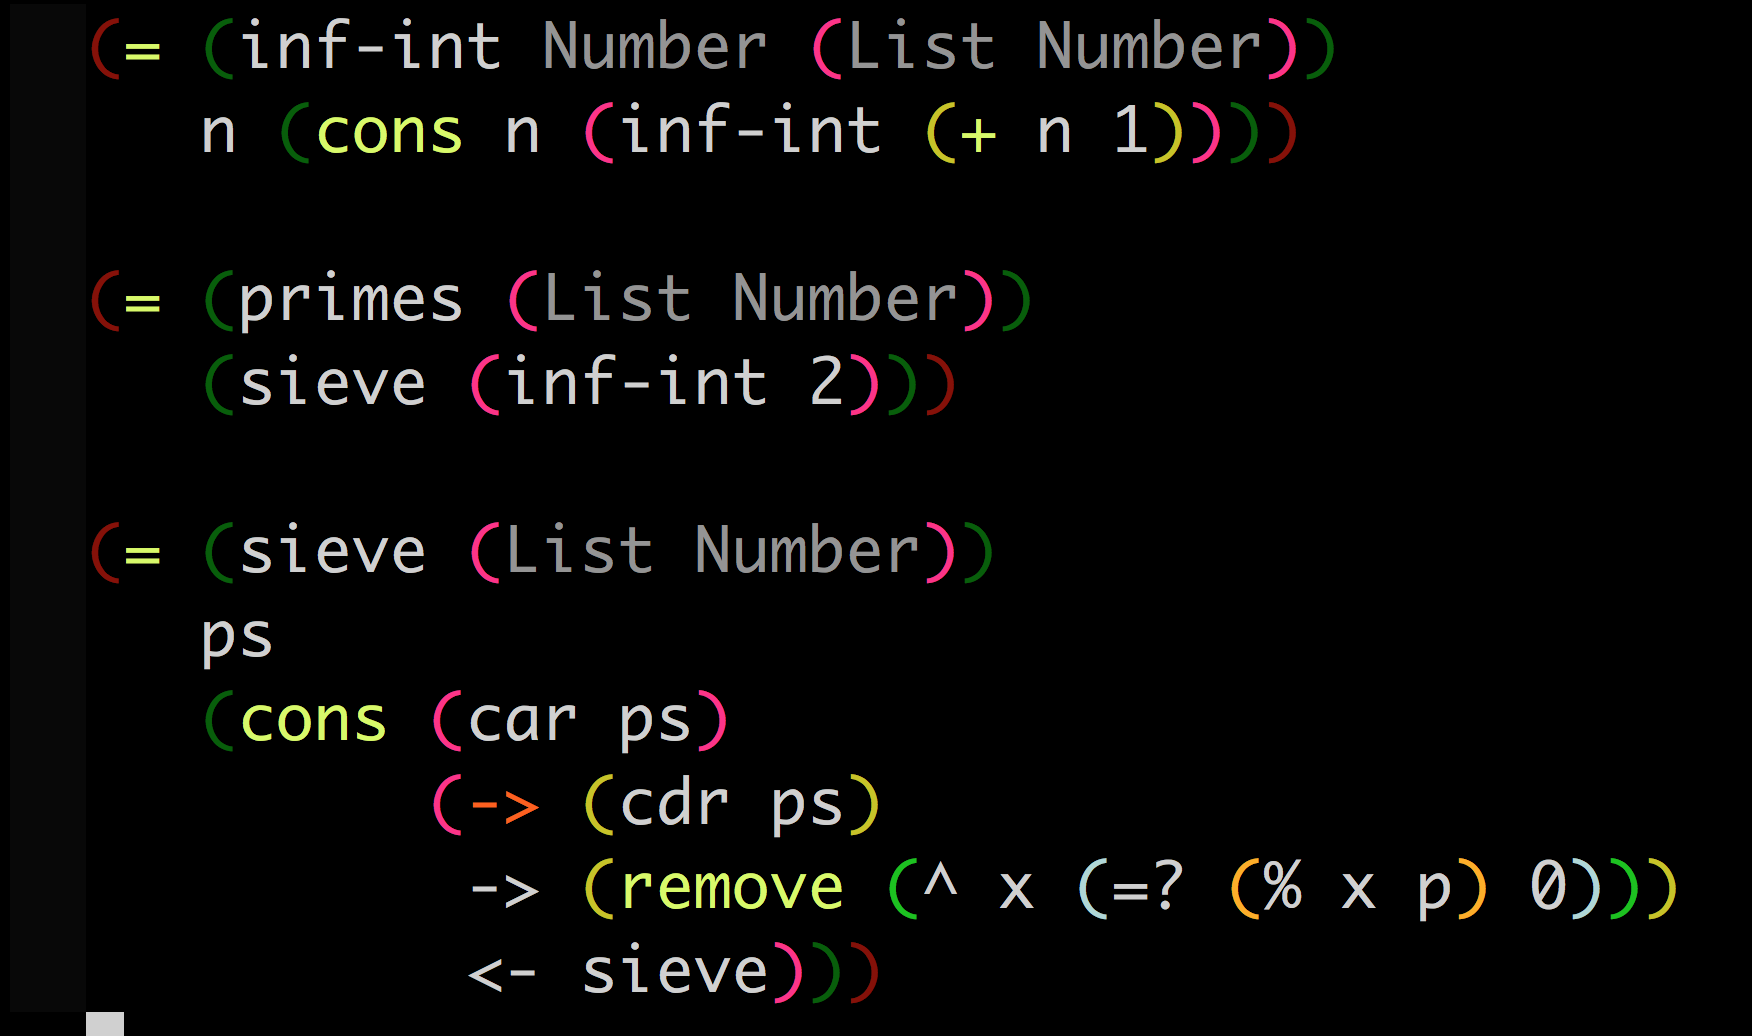 (= (inf-int Number (List Number))
   n (cons n (inf-int (+ n 1))))

(= (primes (List Number))
   (sieve (inf-int 2)))

(= (sieve (List Number))
   ps
   (cons (car ps)
         (-> (cdr ps)
          -> (remove (^ x (=? (% x p) 0)))
          <- sieve)))